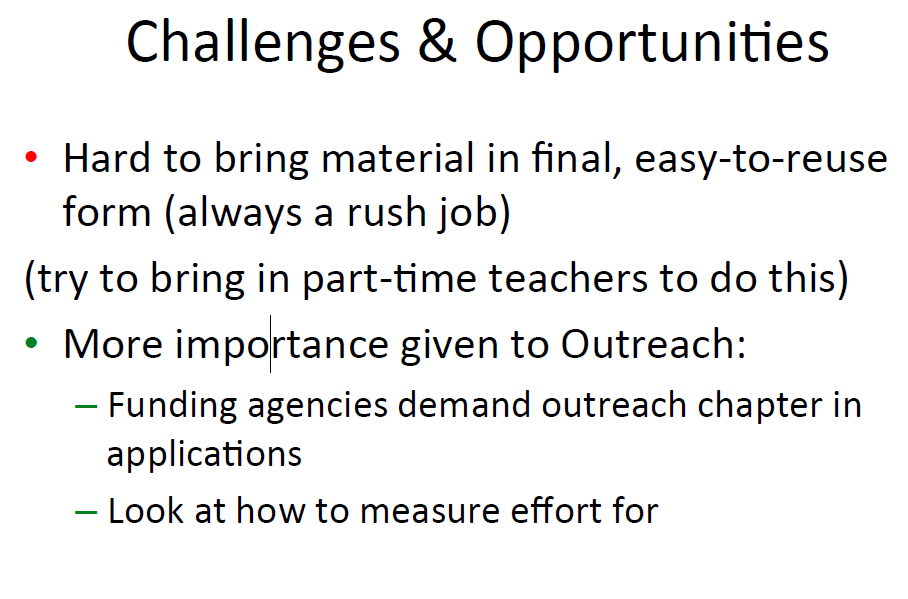 Challenges & Opportunities
• Hard to bring material in final, easy-to-reuse
form (always a rush job)
(try to bring in part-time teachers to do this)
• More importance given to Outreach:
– Funding agencies demand outreach chapter in
applications
– Look at how to measure effort for